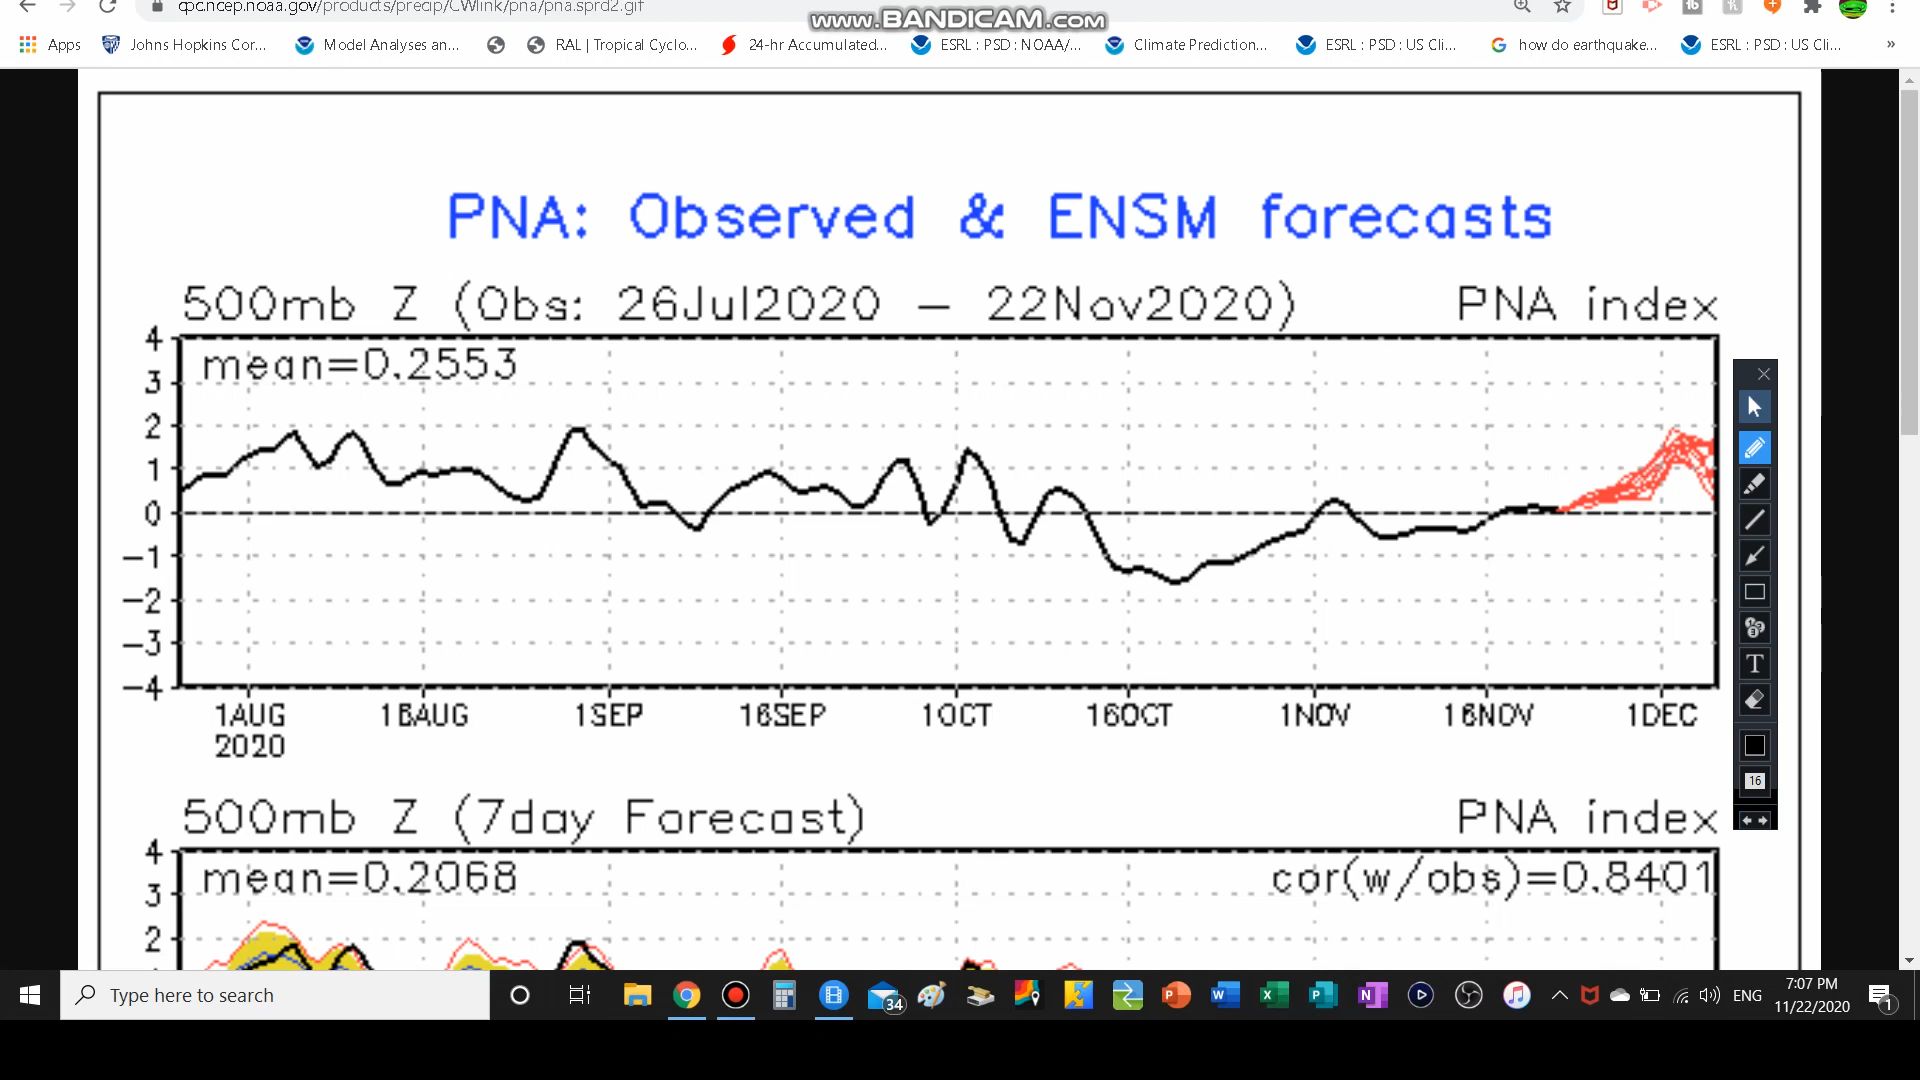 cpc.ncep.noaa.gov/products/precip/CWlink/pna/pna.sprd2.gif
www.BANDICAM.com
Apps
Johns Hopkins Cor...
Model Analyses an...
RAL | Tropical Cyclo...
24-hr Accumulated...
ESRL : PSD : NOAA/...
Climate Prediction...
ESRL : PSD : US Cli...
how do earthquake...
ESRL : PSD : US Cli...
»
PNA: Observed & ENSM forecasts
500mb Z (Obs: 26Jul2020 – 22Nov2020)
PNA index
mean=0.2553
4
3
2
1
0
-1
-2
-3
-4
1AUG
2020
16AUG
1SEP
16SEP
1OCT
16OCT
1NOV
16NOV
1DEC
T
16
500mb Z (7day Forecast)
PNA index
mean=0.2068
cor(w/obs)=0.8401
4
3
2
Type here to search
34
ENG
7:07 PM
11/22/2020
1